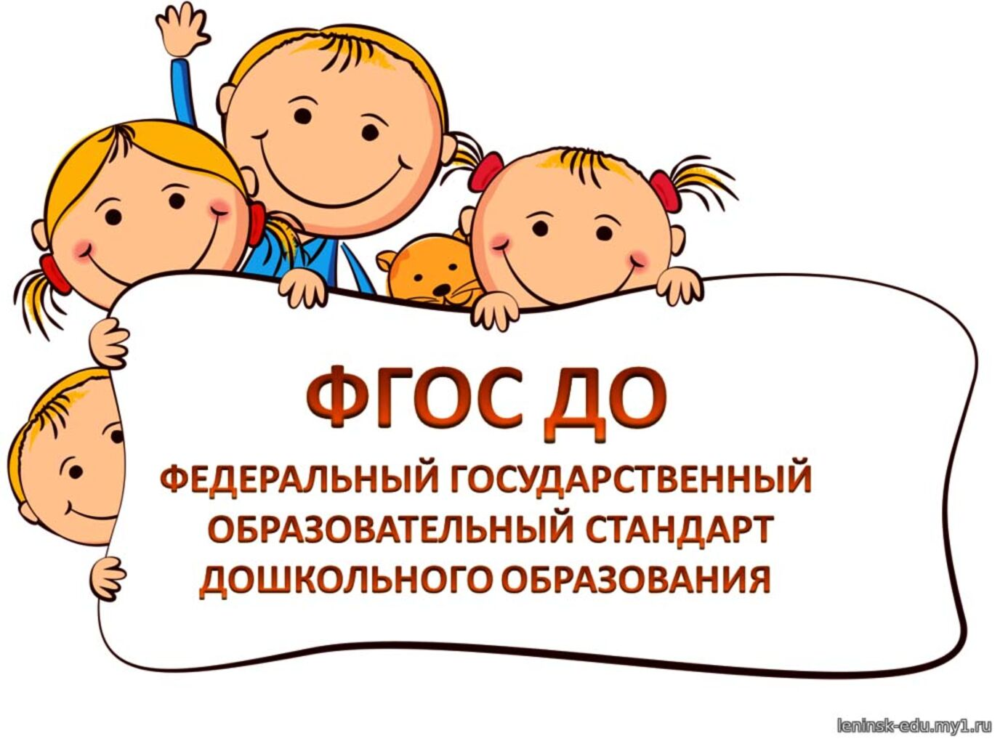 ФГОС ДО
ФЕДЕРАЛЬНЫЙ ГОСУДАРСТВЕННЫЙ
ОБРАЗОВАТЕЛЬНЫЙ СТАНДАРТ
ДОШКОЛЬНОГО ОБРАЗОВАНИЯ
leninsk-edu.my1.ru